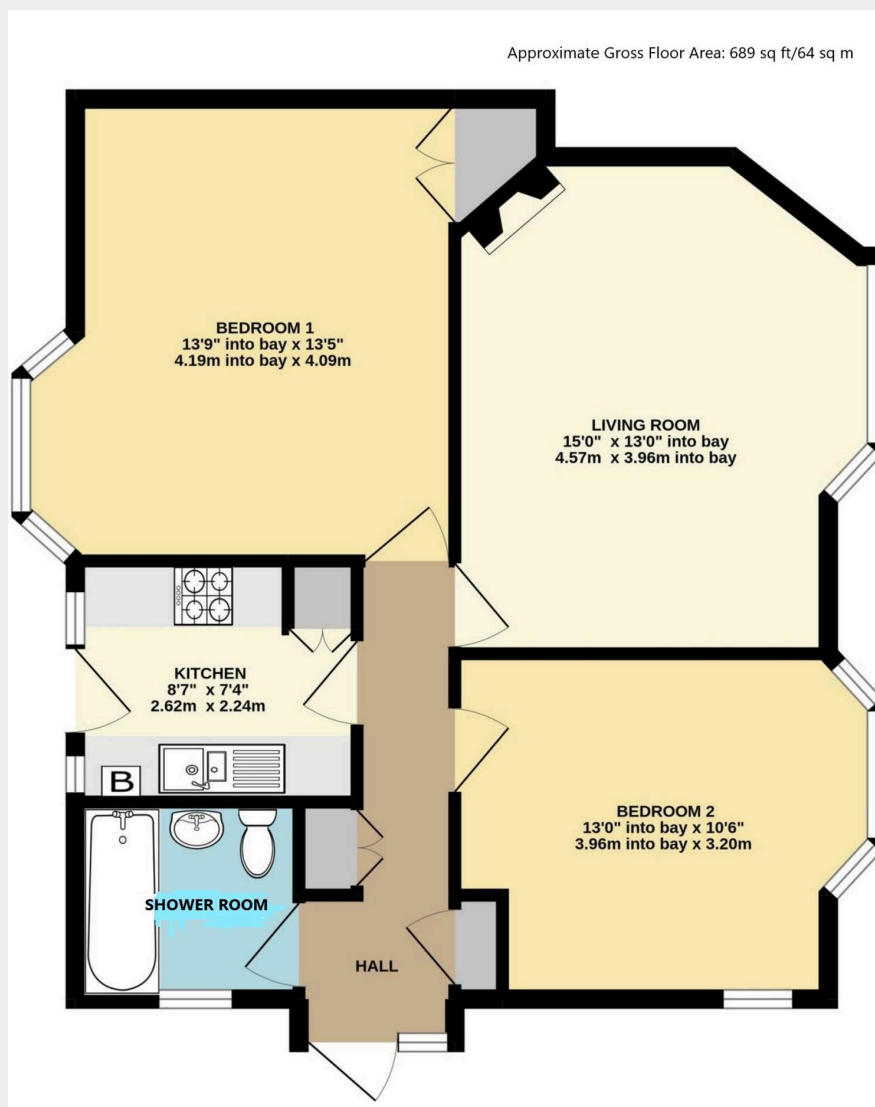 Approximate Gross Floor Area: 689 sq ft/64 sq m
BEDROOM 1
13'9" into bay x 13'5"
4.19m into bay x 4.09m
LIVING ROOM
15'0" x 13'0" into bay
4.57m x 3.96m into bay
KITCHEN
8'7" x 7'4"
2.62m x 2.24m
B
BEDROOM 2
13'0" into bay x 10'6"
3.96m into bay x 3.20m
SHOWER ROOM
HALL